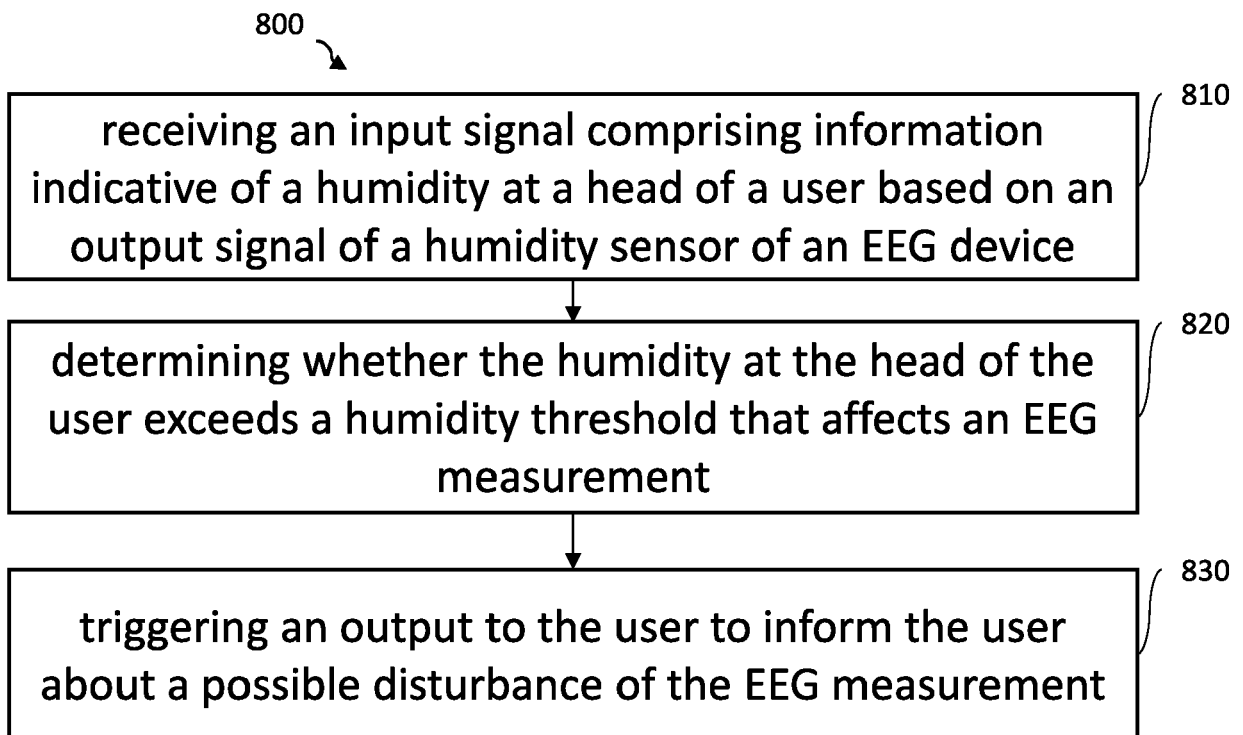 800
810
receiving an input signal comprising information
indicative of a humidity at a head of a user based on an
output signal of a humidity sensor of an EEG device
820
determining whether the humidity at the head of the
user exceeds a humidity threshold that affects an EEG
measurement
830
triggering an output to the user to inform the user
about a possible disturbance of the EEG measurement